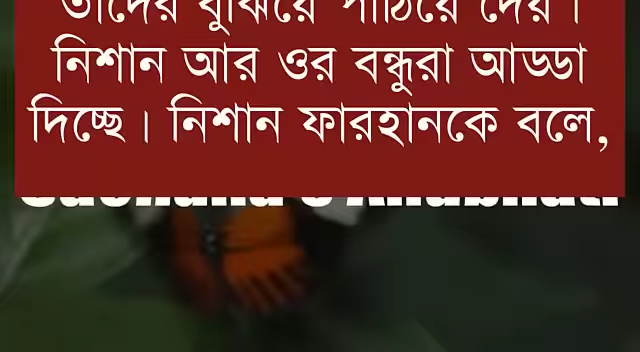 তাদের বুঝিয়ে পাঠিয়ে দেয়।
নিশান আর ওর বন্ধুরা আড্ডা
দিচ্ছে। নিশান ফারহানকে বলে,